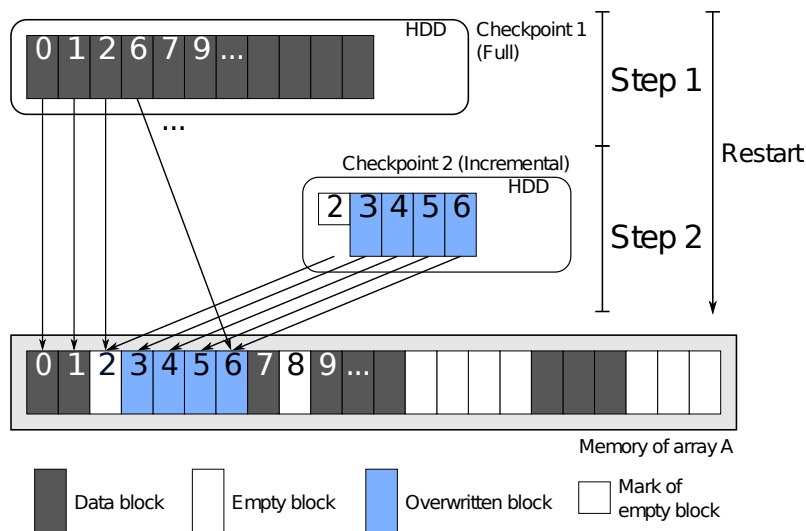 HDD
Checkpoint 1
(Full)
0 1 2 6 7 9 ...
Step 1
...
Restart
Checkpoint 2 (Incremental)
HDD
2 3 4 5 6
Step 2
0 1 2 3 4 5 6 7 8 9 ...
Memory of array A
Data block
Empty block
Overwritten block
Mark of
empty block